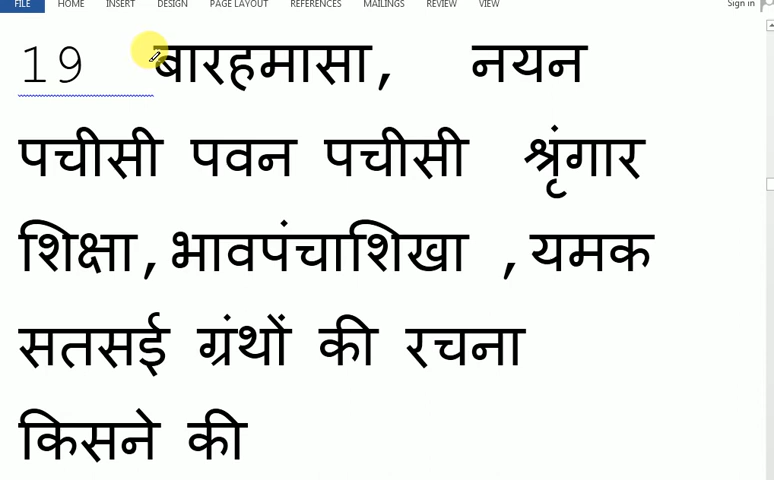 FILE HOME INSERT DESIGN PAGE LAYOUT REFERENCES MAILINGS REVIEW VIEW Sign in
19 बारहमासा, नयन
पचीसी पवन पचीसी श्रृंगार
शिक्षा,भावपंचाशिखा ,यमक
सतसई ग्रंथों की रचना
किसने की